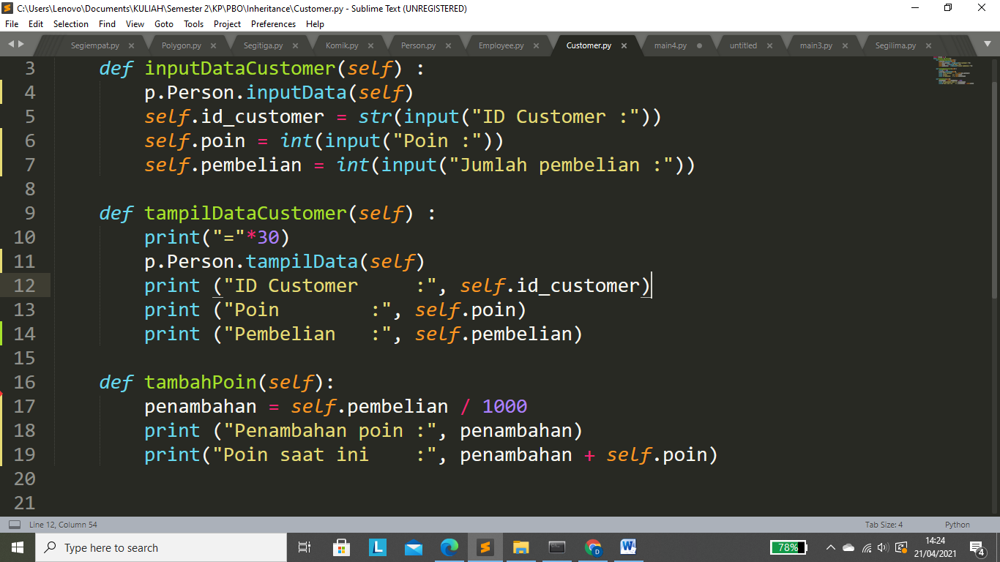 C:\Users\Lenovo\Documents\KULIAH\Semester 2\KP\PBO\Inheritance\Customer.py - Sublime Text (UNREGISTERED)
File Edit Selection Find View Goto Tools Project Preferences Help
Segiempat.py Polygon.py Segitiga.py Komik.py Person.py Employee.py Customer.py main4.py untitled main3.py Segilima.py
3 def inputDataCustomer(self) :
4 p.Person.inputData(self)
5 self.id_customer = str(input("ID Customer :"))
6 self.poin = int(input("Poin :"))
7 self.pembelian = int(input("Jumlah pembelian :"))
8
9 def tampilDataCustomer(self) :
10 print("="*30)
11 p.Person.tampilData(self)
12 print ("ID Customer     :", self.id_customer)
13 print ("Poin        :", self.poin)
14 print ("Pembelian   :", self.pembelian)
15
16 def tambahPoin(self):
17 penambahan = self.pembelian / 1000
18 print ("Penambahan poin :", penambahan)
19 print("Poin saat ini    :", penambahan + self.poin)
20
21
Line 12, Column 54 Tab Size: 4 Python
Type here to search L D W 78% 14:24
21/04/2021 4